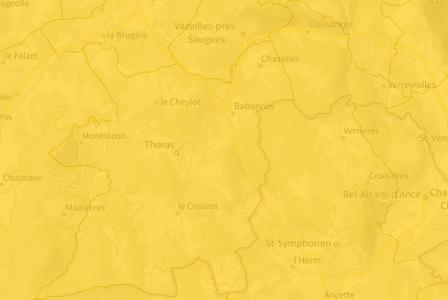 la Brugère
Vazeilles-près-
Saugues
Croisances
le Falzet
Chazelles
Verreyrolles
le Cheylot
Babonnès
Pin
Montrézon
Thoras
Verrières
Chazeaux
Croisières
Bel-Air-Val-d'Ance
Madrières
le Crouzet
St-Symphorien
l'Herm
Ancette